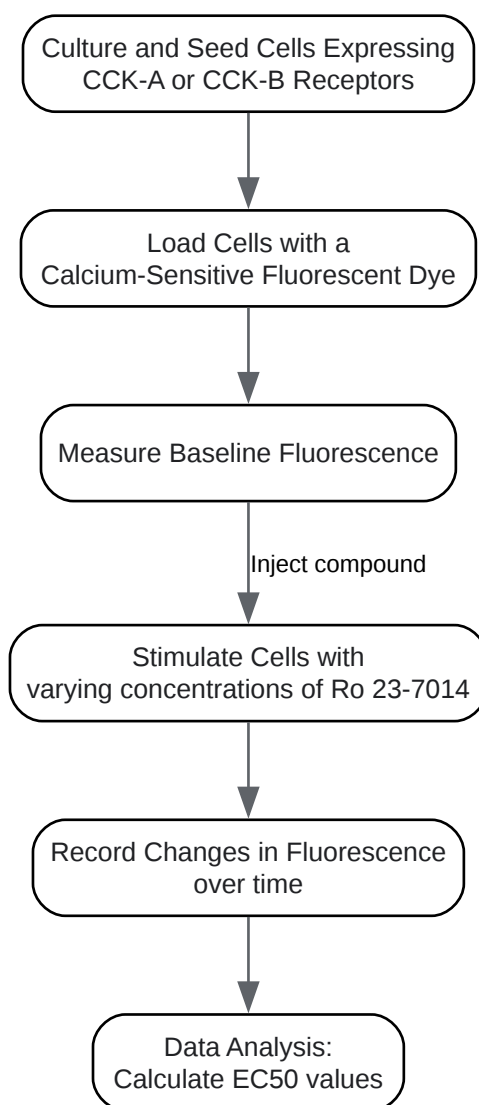 Culture and Seed Cells Expressing
CCK-A or CCK-B Receptors
Load Cells with a
Calcium-Sensitive Fluorescent Dye
Measure Baseline Fluorescence
Inject compound
Stimulate Cells with
varying concentrations of Ro 23-7014
Record Changes in Fluorescence
over time
Data Analysis:
Calculate EC50 values